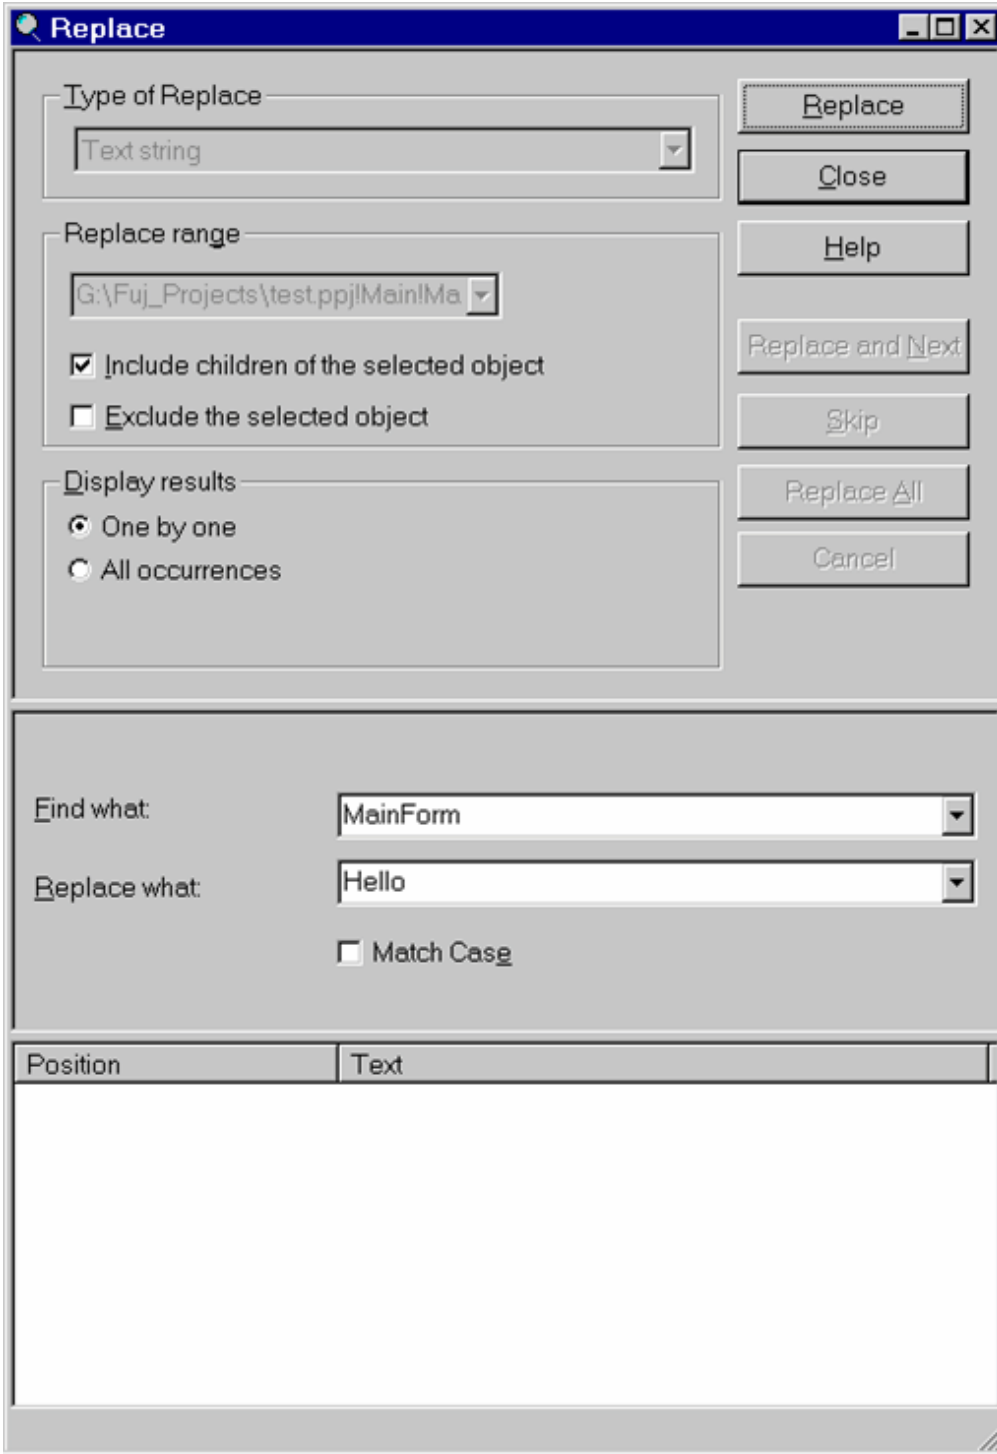 Replace
Type of Replace
Text string
Replace
Close
Replace range
Help
G:\Fuj_Projects\test.ppj!Main!Ma
Include children of the selected object
Replace and Next
Exclude the selected object
Skip
Display results
Replace All
One by one
Cancel
All occurrences
Find what:
MainForm
Replace what:
Hello
Match Case
Position
Text